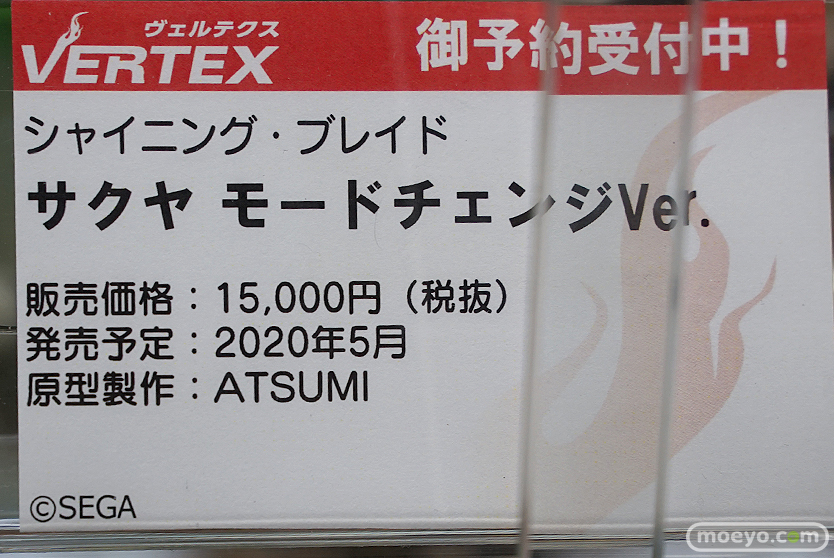 ヴェルテクス
VERTEX
御予約受付中！
シャイニング・ブレイド
サクヤ モードチェンジVer.
販売価格：15,000円（税抜）
発売予定：2020年5月
原型製作：ATSUMI
©SEGA
moeyo.com